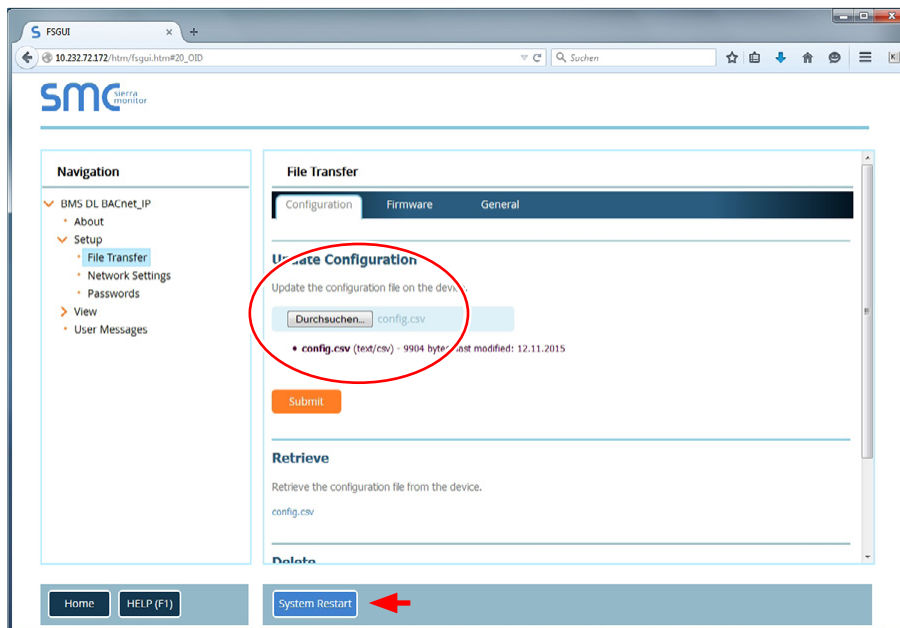 FSGUI
10.232.72.172/htm/fsgui.htm#20_OID
Suchen
SMC sierra monitor
Navigation
BMS DL BACnet_IP
About
Setup
File Transfer
Network Settings
Passwords
View
User Messages
File Transfer
Configuration Firmware General
Update Configuration
Update the configuration file on the device.
Durchsuchen... config.csv
config.csv (text/csv) - 9904 bytes, last modified: 12.11.2015
Submit
Retrieve
Retrieve the configuration file from the device.
config.csv
Delete
Home HELP (F1) System Restart